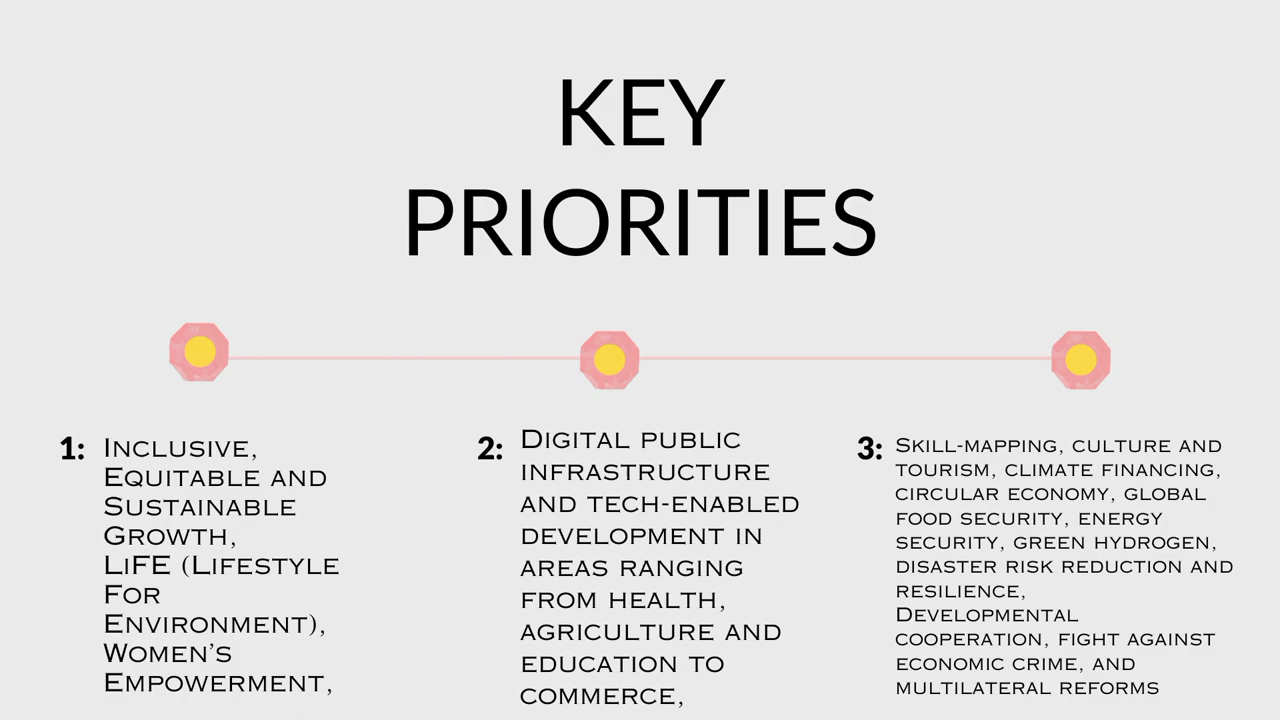 KEY
PRIORITIES
1:
Inclusive,
Equitable and
Sustainable
Growth,
LiFE (Lifestyle
For
Environment),
Women's
Empowerment,
2:
Digital public
infrastructure
and tech-enabled
development in
areas ranging
from health,
agriculture and
education to
commerce,
3:
Skill-mapping, culture and
tourism, climate financing,
circular economy, global
food security, energy
security, green hydrogen,
disaster risk reduction and
resilience,
Developmental
cooperation, fight against
economic crime, and
multilateral reforms